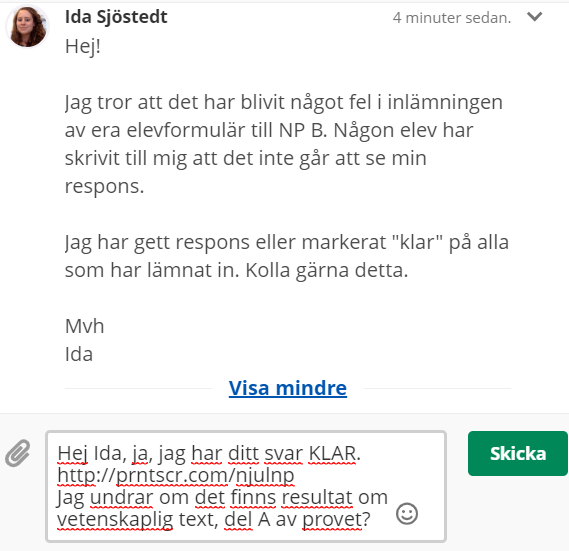 Ida Sjöstedt
4 minuter sedan.
Hej!
Jag tror att det har blivit något fel i inlämningen
av era elevformulär till NP B. Någon elev har
skrivit till mig att det inte går att se min
respons.
Jag har gett respons eller markerat "klar" på alla
som har lämnat in. Kolla gärna detta.
Mvh
Ida
Visa mindre
Hej Ida, ja, jag har ditt svar KLAR.
http://prntscr.com/njulnp
Jag undrar om det finns resultat om
vetenskaplig text, del A av provet?
Skicka